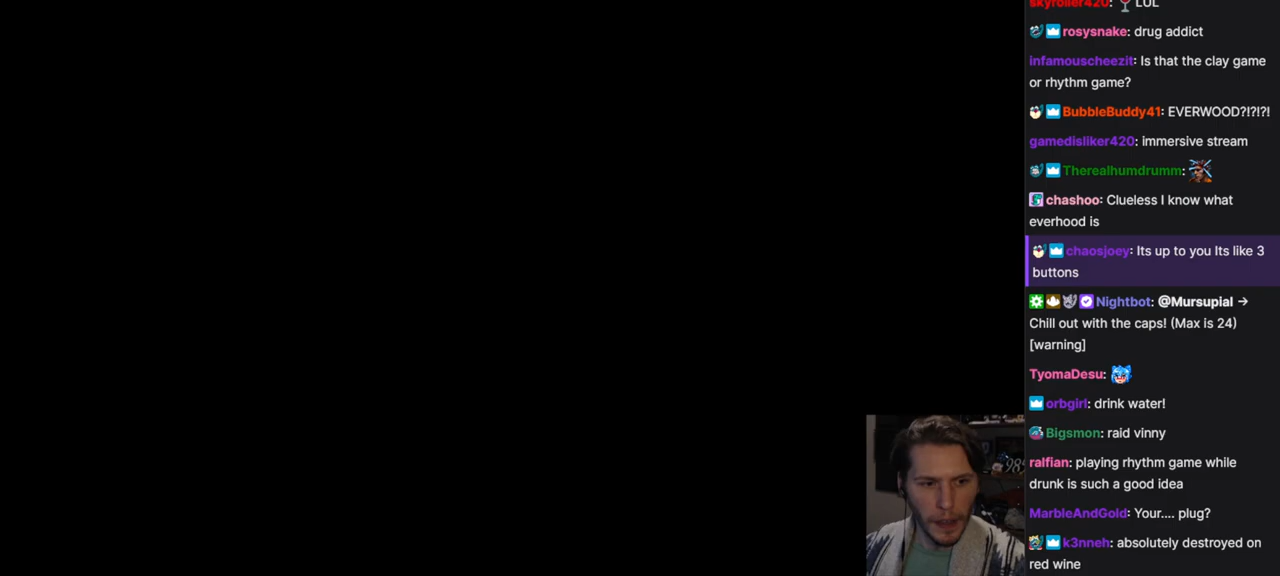 skyroller420: LUL
rosysnake: drug addict
infamouscheezit: Is that the clay game
or rhythm game?
BubbleBuddy41: EVERWOOD?!?!?!
gamedisliker420: immersive stream
Therealhumdrumm:
chashoo: Clueless I know what
everhood is
chaosjoey: Its up to you Its like 3
buttons
Nightbot: @Mursupial →
Chill out with the caps! (Max is 24)
[warning]
TyomaDesu:
orbgirl: drink water!
Bigsmon: raid vinny
ralfian: playing rhythm game while
drunk is such a good idea
MarbleAndGold: Your.... plug?
k3nneh: absolutely destroyed on
red wine